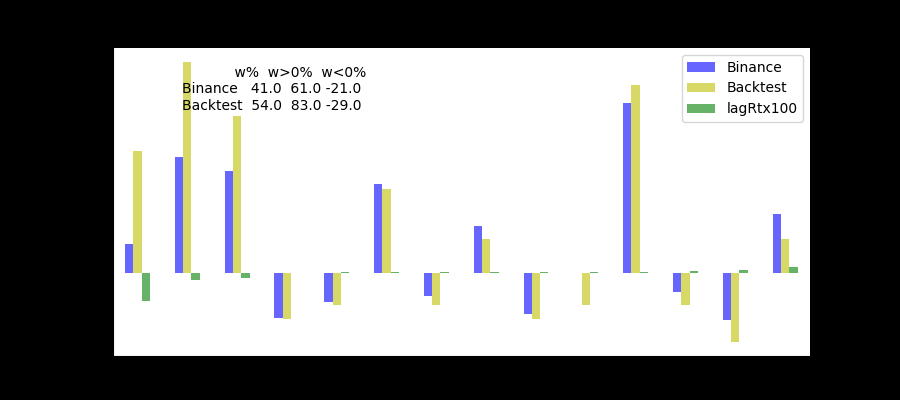 w% w>0% w<0%
Binance 41.0 61.0 -21.0
Backtest 54.0 83.0 -29.0
Binance
Backtest
lagRtx100